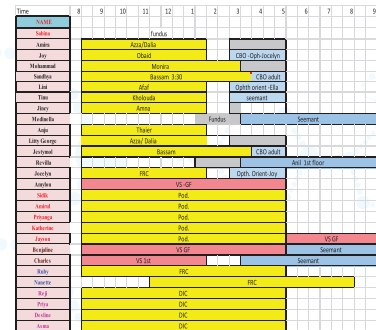 Time 8 9 10 11 12 1 2 3 4 5 6 7 8 9
NAME
Sabina fundus
Amira Azza/Dalia
Joy Obaid CBO -Oph-Jocelyn
Mohammad Monira
Sandhya Bassam 3:30 CBO adult
Lini Afaf Ophth orient -Ella
Tinu Kholouda seemant
Jincy Amna
Medinella Fundus Seemant
Anju Thaier
Litty George Azza/ Dalia
Jestymol Bassam CBO adult
Revilla Anil 1st floor
Jocelyn FRC Opth. Orient-Joy
Amylou VS -GF
Sidik Pod.
Amirul Pod.
Priyanga Pod.
Katherine Pod.
Jayson Pod. VS GF
Benjaline VS GF Seemant
Charles VS 1st Seemant
Ruby FRC
Nanette FRC
Reji DIC
Priya DIC
Desline DIC
Asma DIC